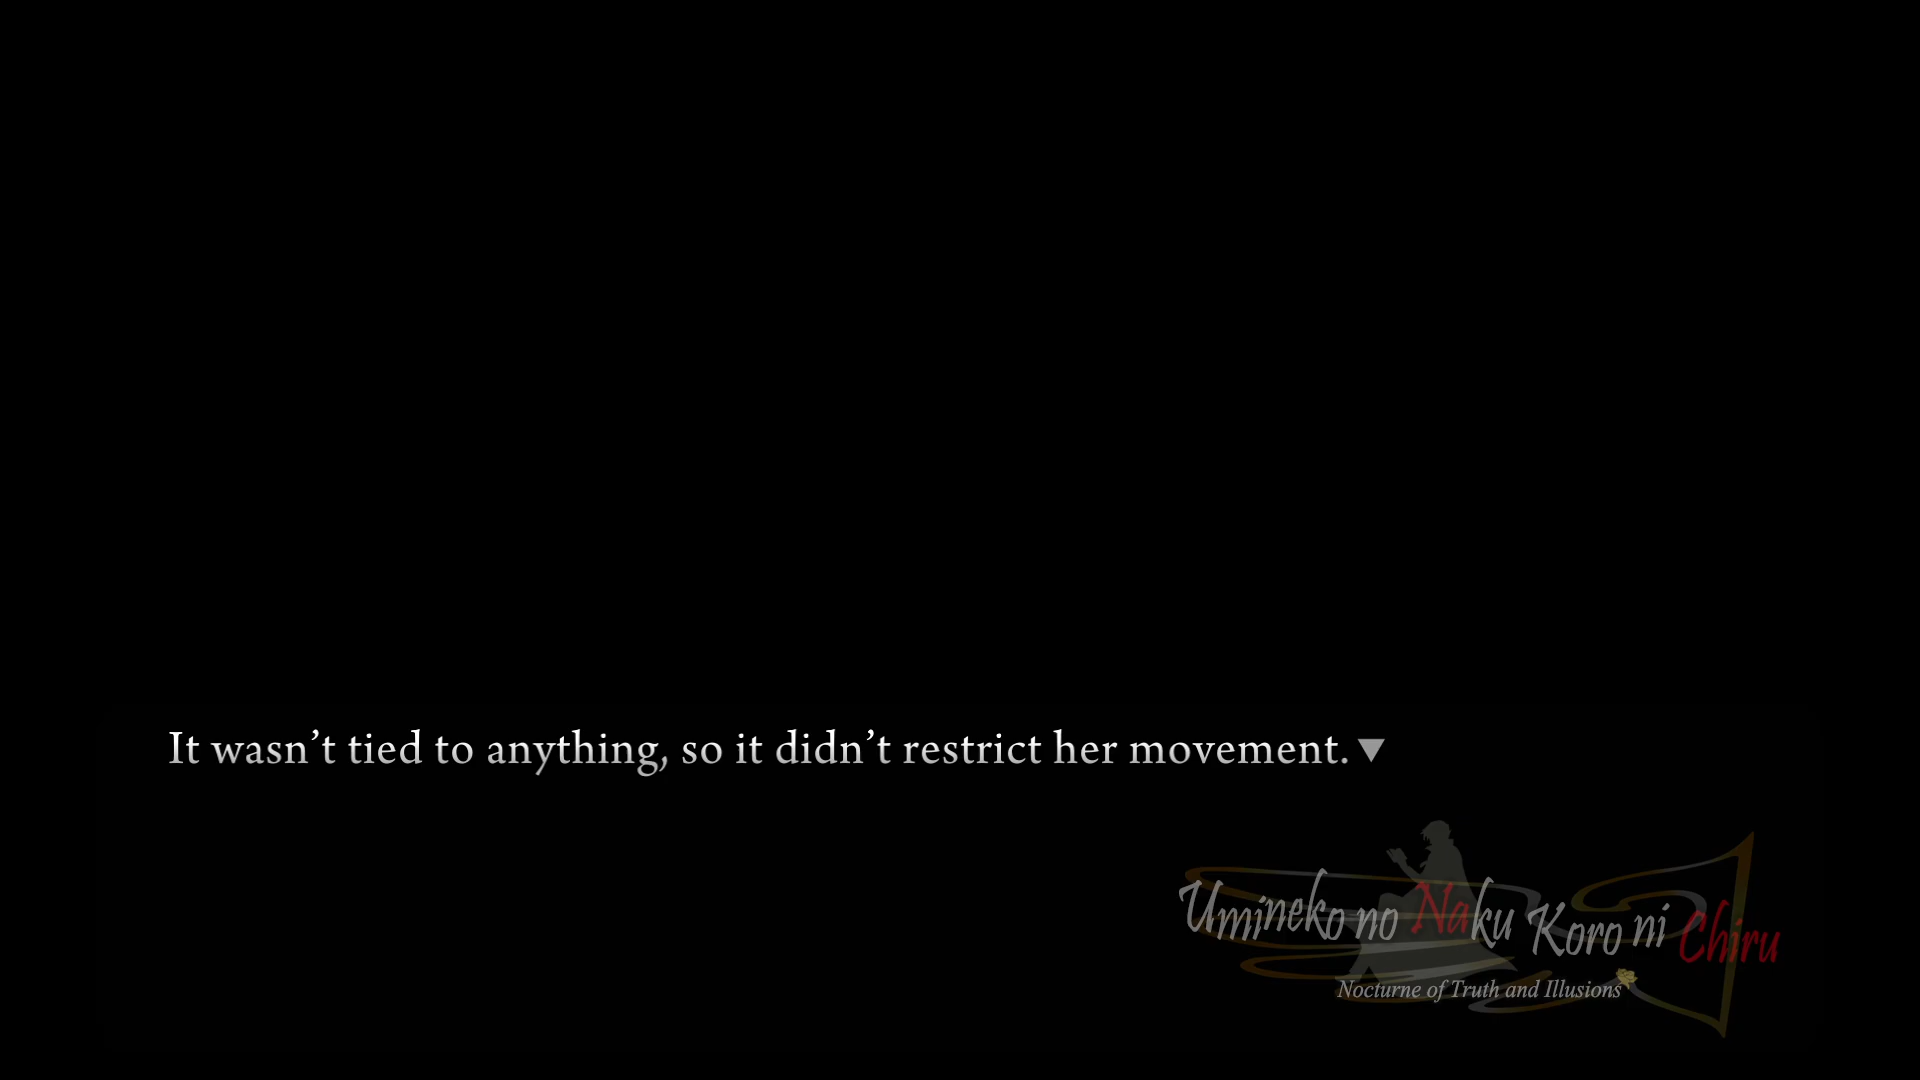 It wasn’t tied to anything, so it didn’t restrict her movement.
Umineko no Naku Koro ni Chiru
Nocturne of Truth and Illusions